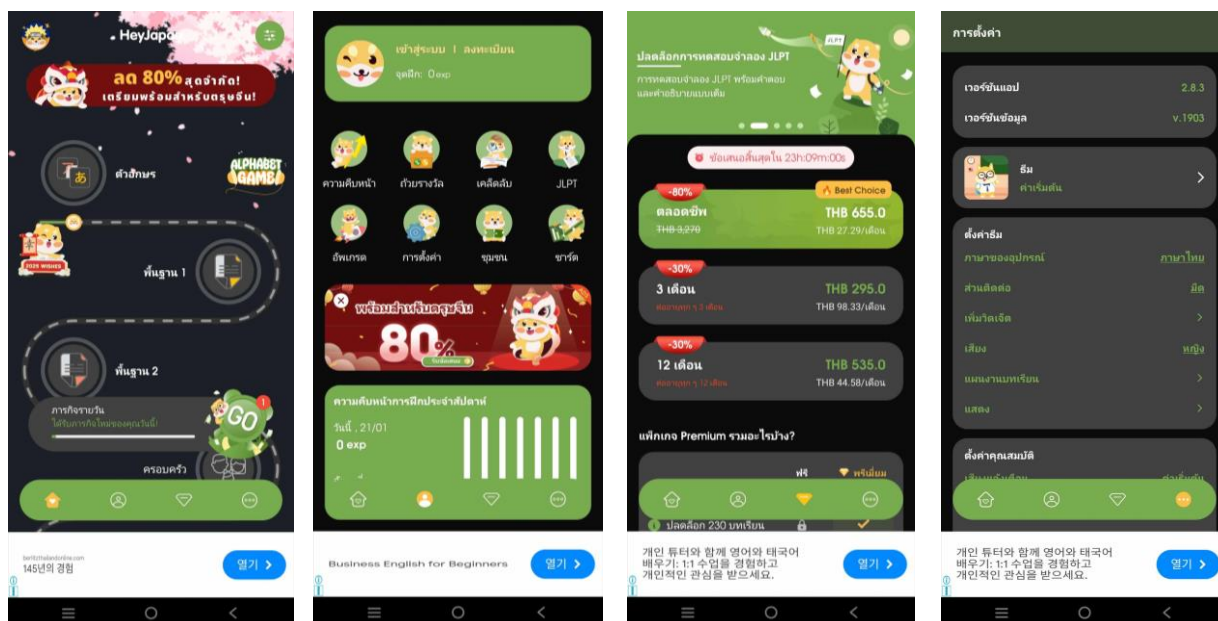 HeyJapan
ลด 80% สุดจำกัด!
เตรียมพร้อมสำหรับตรุษจีน!
ตัวอักษร
ALPHABET
GAME
2025 WISHES
พื้นฐาน 1
พื้นฐาน 2
ภารกิจรายวัน
ได้รับภารกิจใหม่ของคุณวันนี้!
GO
1
ครอบครัว
145년의 경험
열기
เข้าสู่ระบบ | ลงทะเบียน
จุดฝึก: 0 exp
ความคืบหน้า
ถ้วยรางวัล
เคล็ดลับ
JLPT
อัพเกรด
การตั้งค่า
ชุมชน
ชาร์ต
พร้อมสำหรับตรุษจีน
80%
ความคืบหน้าการฝึกประจำสัปดาห์
วันนี้ , 21/01
0 exp
Business English for Beginners
열기
JLPT
ปลดล็อกการทดสอบจำลอง JLPT
การทดสอบจำลอง JLPT พร้อมคำตอบ
และคำอธิบายแบบเต็ม
ข้อเสนอสิ้นสุดใน 23h:09m:00s
-80%
Best Choice
ตลอดชีพ
THB 655.0
THB 3,270
THB 27.29/เดือน
-30%
3 เดือน
THB 295.0
ต่ออายุทุก ๆ 3 เดือน
THB 98.33/เดือน
-30%
12 เดือน
THB 535.0
ต่ออายุทุก ๆ 12 เดือน
THB 44.58/เดือน
แพ็กเกจ Premium รวมอะไรบ้าง?
ฟรี
พรีเมี่ยม
ปลดล็อก 230 บทเรียน
개인 튜터와 함께 영어와 태국어
배우기: 1:1 수업을 경험하고
개인적인 관심을 받으세요.
열기
การตั้งค่า
เวอร์ชันแอป
2.8.3
เวอร์ชันข้อมูล
v.1903
ธีม
ค่าเริ่มต้น
ตั้งค่าธีม
ภาษาของอุปกรณ์
ภาษาไทย
ส่วนติดต่อ
มืด
เพิ่มวิดเจ็ต
เสียง
หญิง
แผนงานบทเรียน
แสดง
ตั้งค่าคุณสมบัติ
개인 튜터와 함께 영어와 태국어
배우기: 1:1 수업을 경험하고
개인적인 관심을 받으세요.
열기